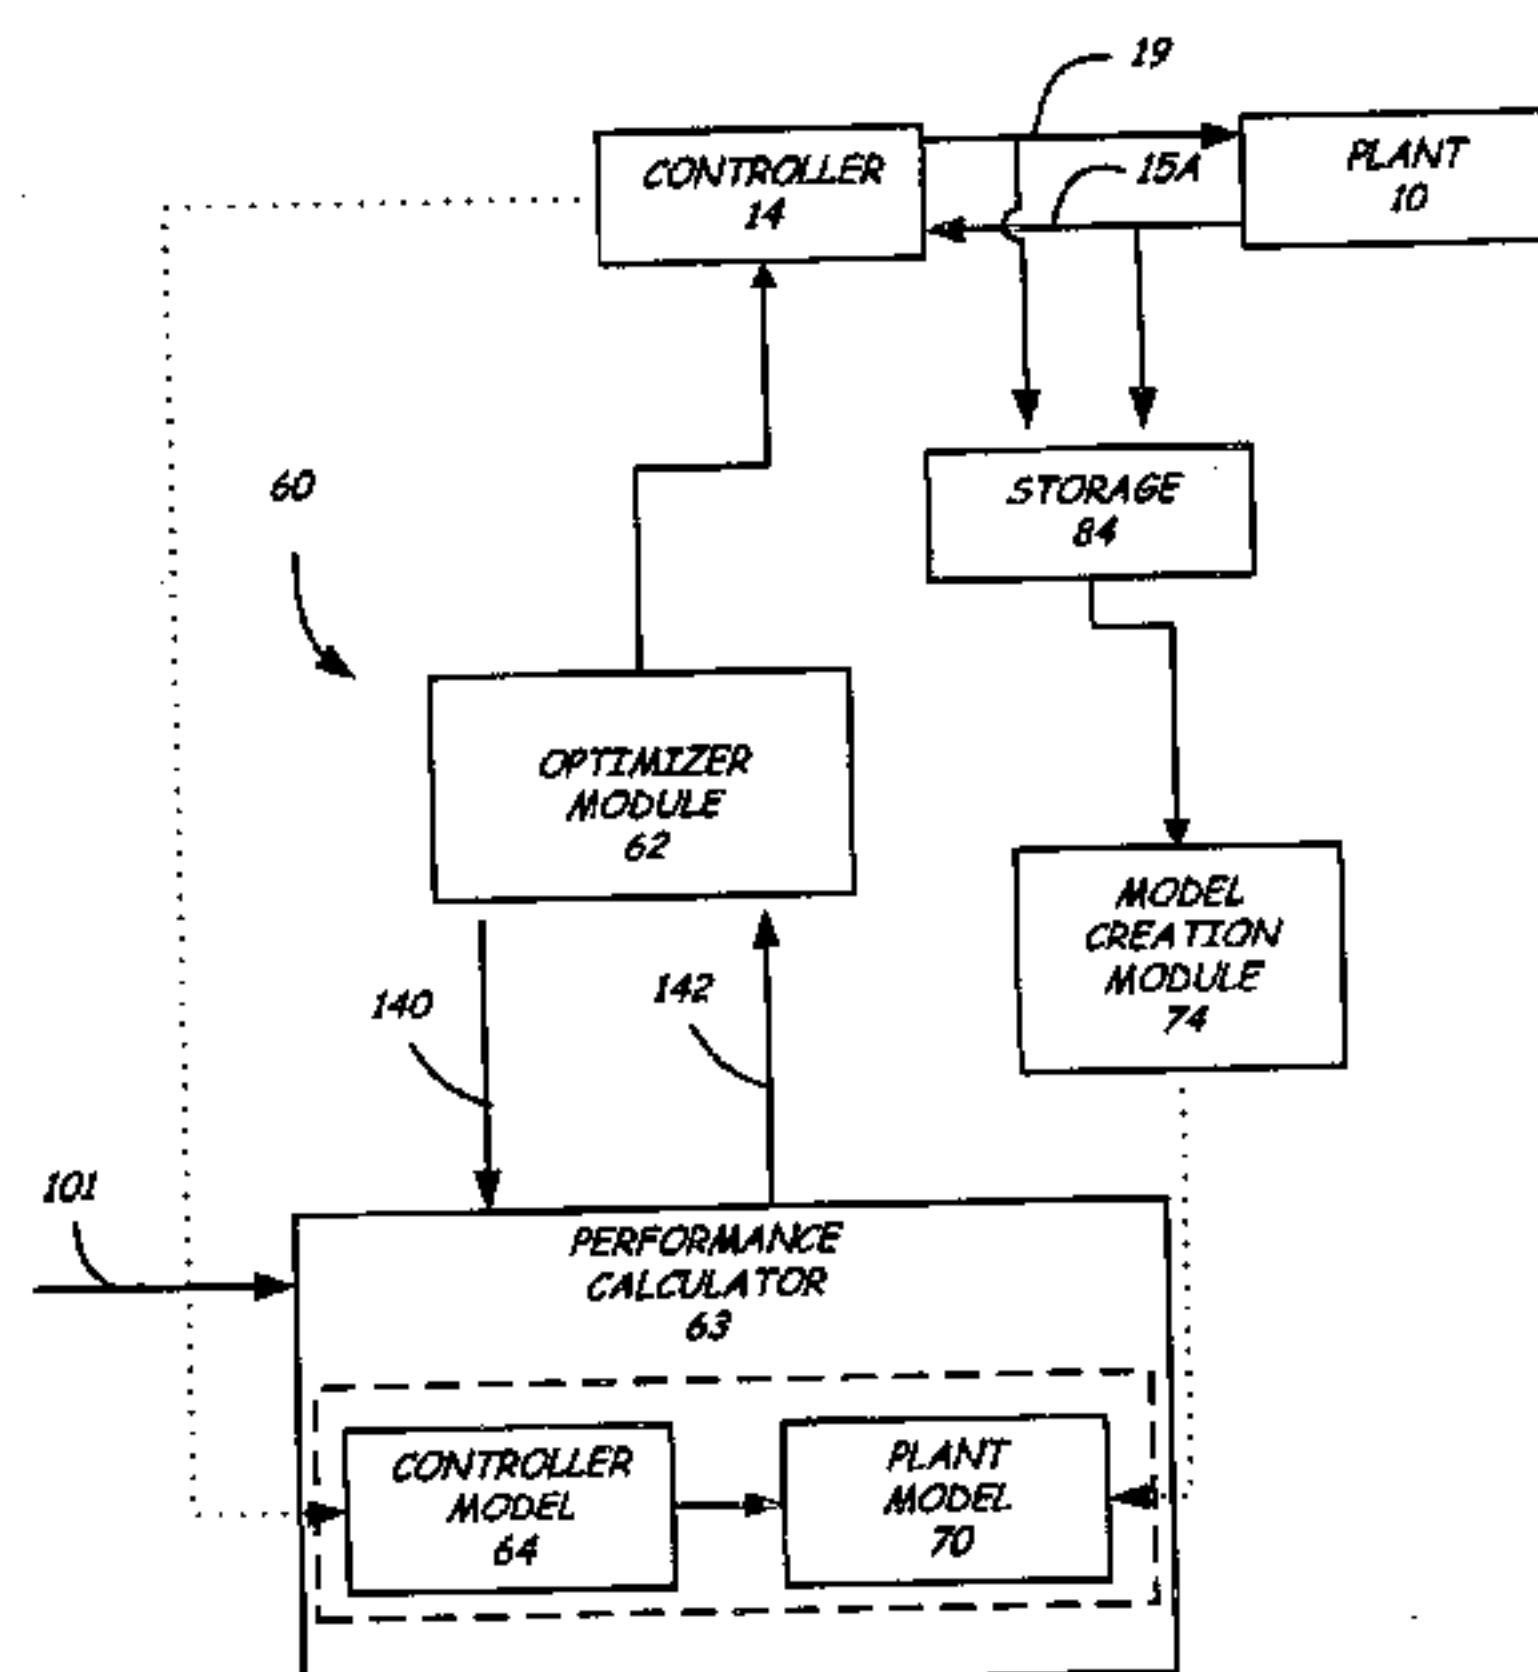 19
CONTROLLER
14
15A
PLANT
10
60
STORAGE
84
OPTIMIZER
MODULE
62
MODEL
CREATION
MODULE
74
140
142
101
PERFORMANCE
CALCULATOR
63
CONTROLLER
MODEL
64
PLANT
MODEL
70